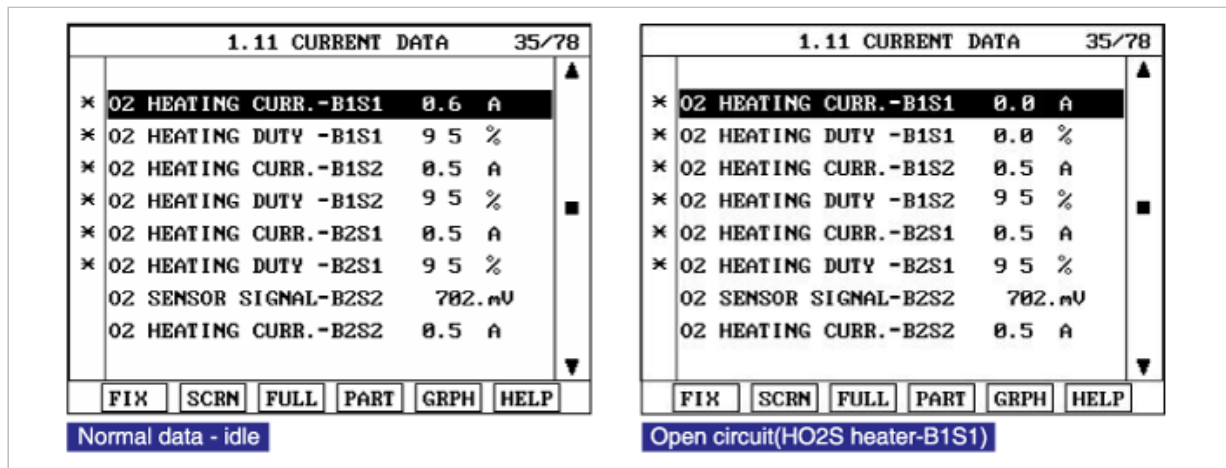 1.11 CURRENT DATA 35/78
* O2 HEATING CURR.-B1S1 0.6 A
* O2 HEATING DUTY -B1S1 9 5 %
* O2 HEATING CURR.-B1S2 0.5 A
* O2 HEATING DUTY -B1S2 9 5 %
* O2 HEATING CURR.-B2S1 0.5 A
* O2 HEATING DUTY -B2S1 9 5 %
O2 SENSOR SIGNAL-B2S2 702.mV
O2 HEATING CURR.-B2S2 0.5 A
FIX SCRN FULL PART GRPH HELP
Normal data - idle
1.11 CURRENT DATA 35/78
* O2 HEATING CURR.-B1S1 0.0 A
* O2 HEATING DUTY -B1S1 0.0 %
* O2 HEATING CURR.-B1S2 0.5 A
* O2 HEATING DUTY -B1S2 9 5 %
* O2 HEATING CURR.-B2S1 0.5 A
* O2 HEATING DUTY -B2S1 9 5 %
O2 SENSOR SIGNAL-B2S2 702.mV
O2 HEATING CURR.-B2S2 0.5 A
FIX SCRN FULL PART GRPH HELP
Open circuit(HO2S heater-B1S1)